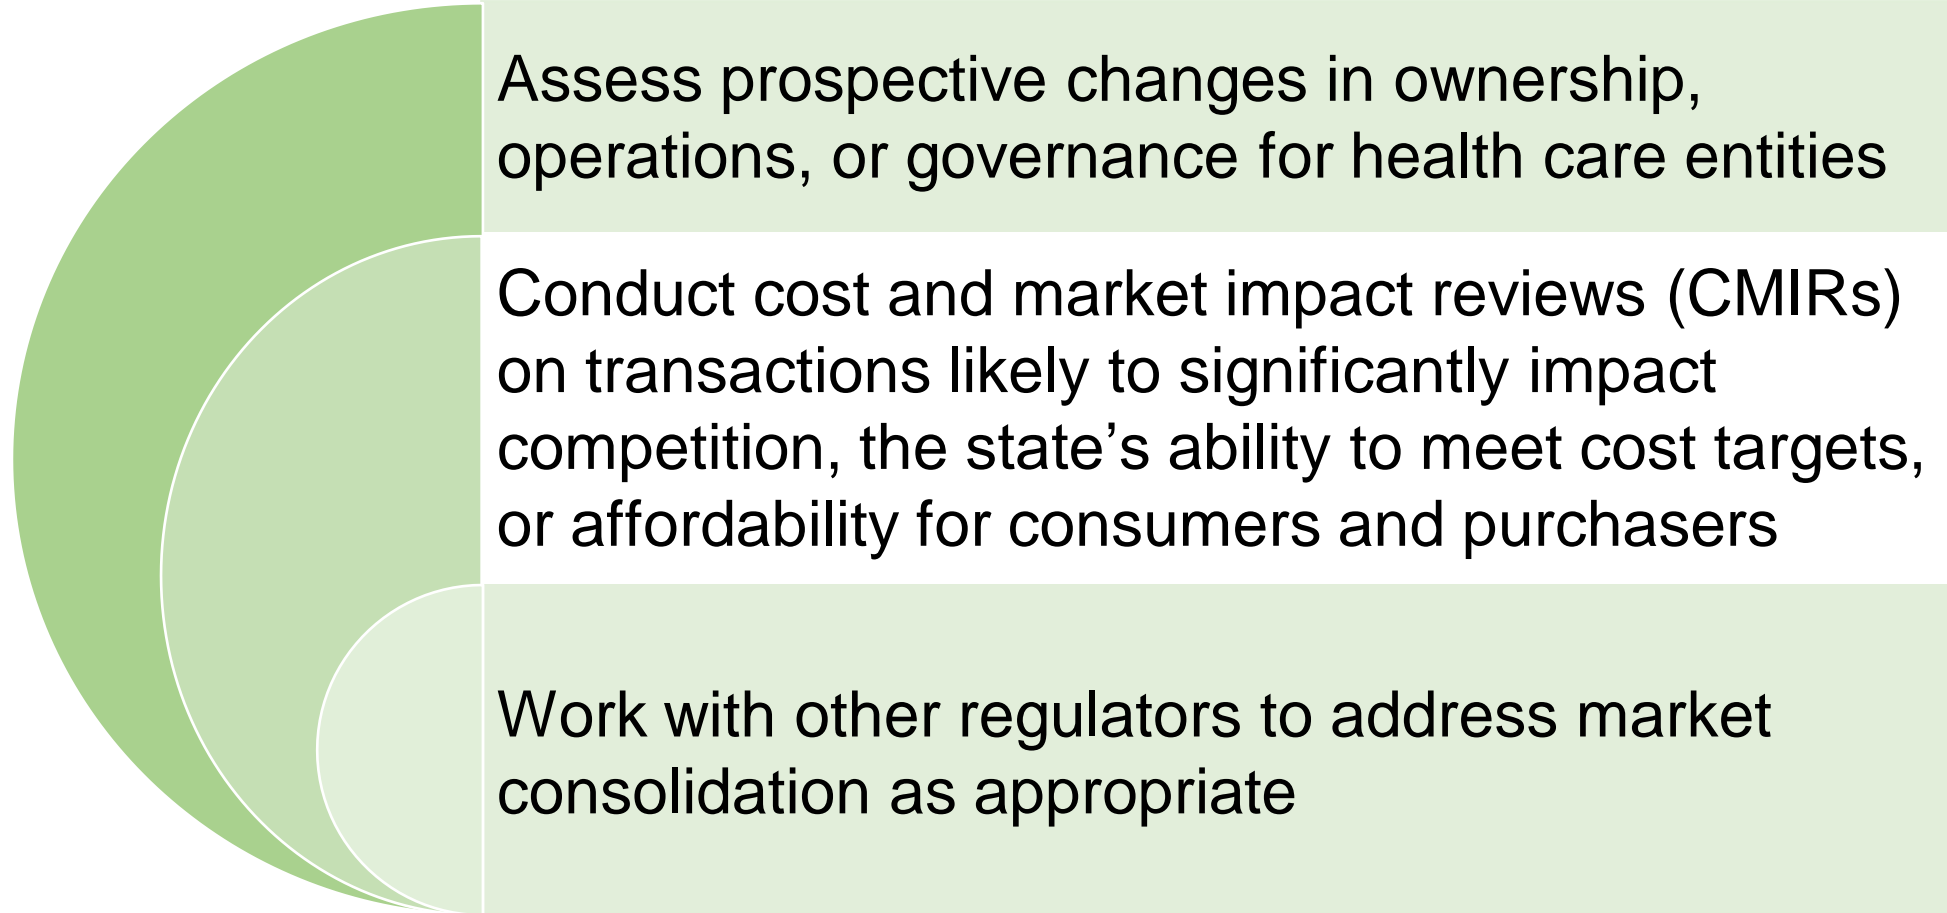 Assess prospective changes in ownership,
operations, or governance for health care entities
Conduct cost and market impact reviews (CMIRs)
on transactions likely to significantly impact
competition, the state’s ability to meet cost targets,
or affordability for consumers and purchasers
Work with other regulators to address market
consolidation as appropriate